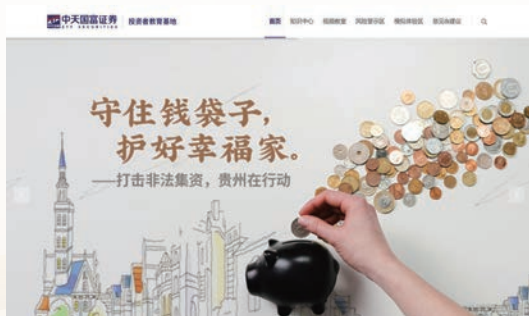 中天国富证券 投资者教育基地
ZTF SECURITIES
首页 知识中心 视频教室 风险警示区 模拟体验区 意见与建议
守住钱袋子,
护好幸福家。
——打击非法集资,贵州在行动